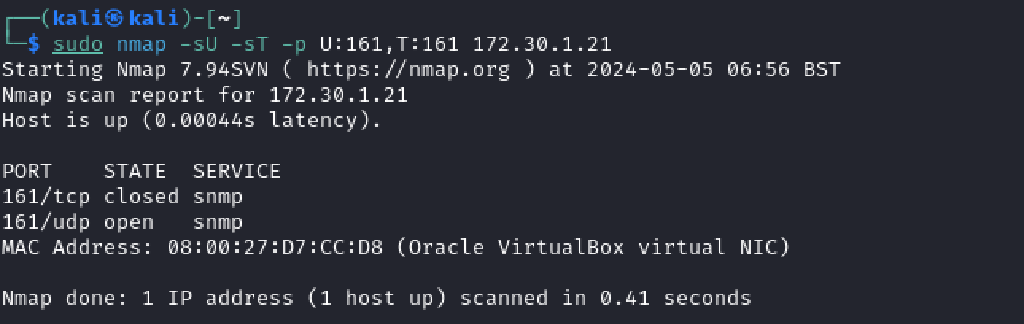 ┌──(kali㉿kali)-[~]
└─$ sudo nmap -sU -sT -p U:161,T:161 172.30.1.21
Starting Nmap 7.94SVN ( https://nmap.org ) at 2024-05-05 06:56 BST
Nmap scan report for 172.30.1.21
Host is up (0.00044s latency).

PORT    STATE  SERVICE
161/tcp closed snmp
161/udp open   snmp
MAC Address: 08:00:27:D7:CC:D8 (Oracle VirtualBox virtual NIC)

Nmap done: 1 IP address (1 host up) scanned in 0.41 seconds